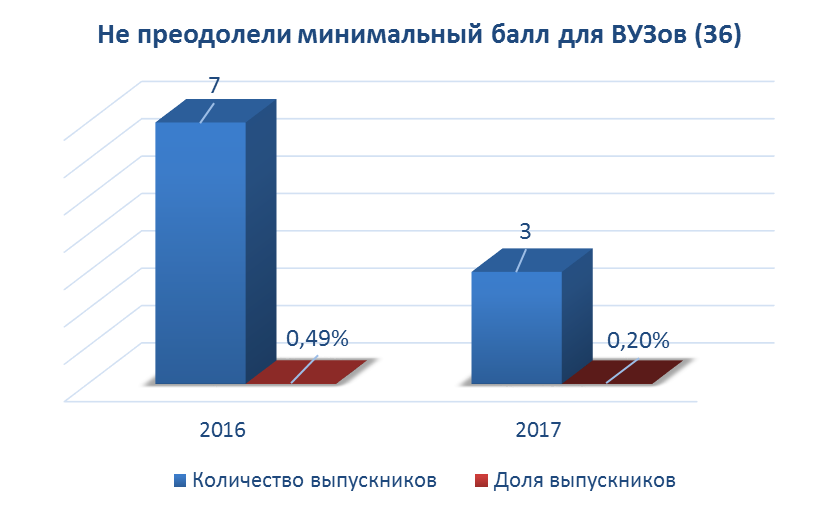 Не преодолели минимальный балл для ВУЗов (36)
7
3
0,49%
0,20%
2016
2017
Количество выпускников
Доля выпускников